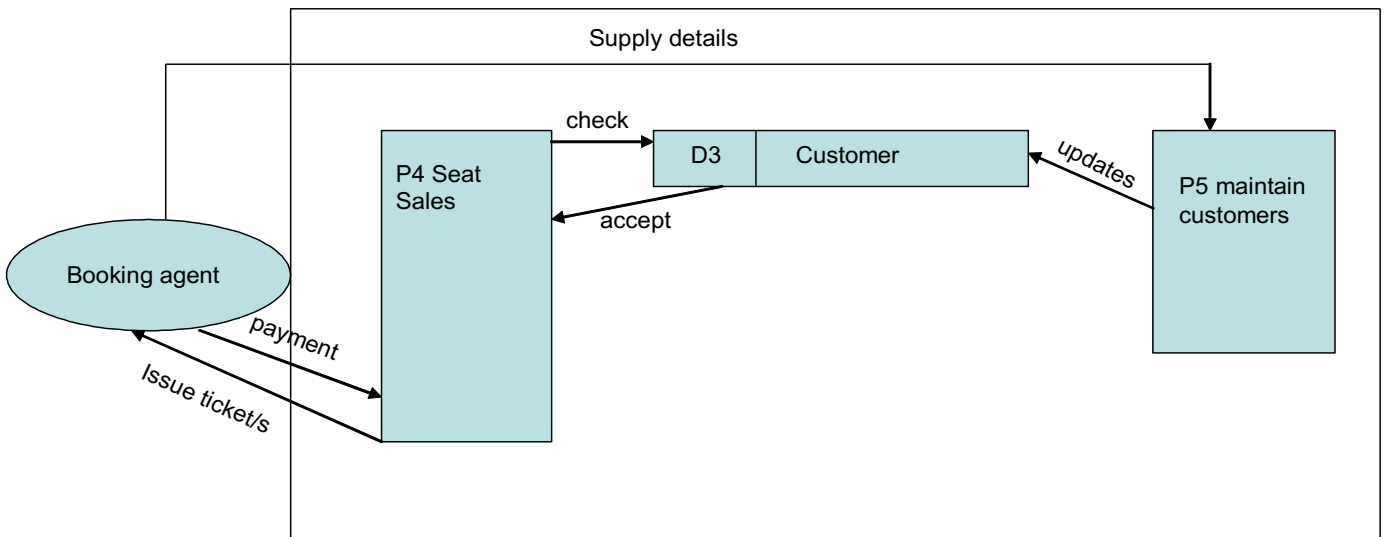 Supply details
check
D3
Customer
updates
P4 Seat
Sales
P5 maintain
customers
accept
Booking agent
payment
Issue ticket/s